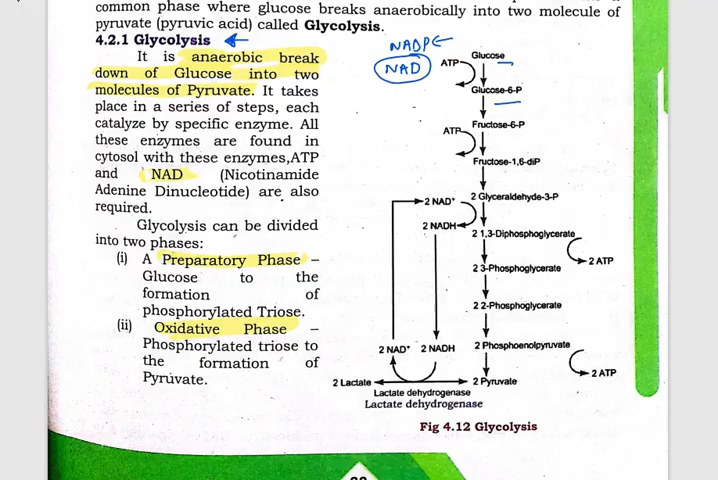 common phase where glucose breaks anaerobically into two molecule of
pyruvate (pyruvic acid) called Glycolysis.
4.2.1 Glycolysis
It is anaerobic break
down of Glucose into two
molecules of Pyruvate. It takes
place in a series of steps, each
catalyze by specific enzyme. All
these enzymes are found in
cytosol with these enzymes,ATP
and NAD (Nicotinamide
Adenine Dinucleotide) are also
required.
Glycolysis can be divided
into two phases:
(i) A Preparatory Phase –
Glucose to the
formation of
phosphorylated Triose.
(ii) Oxidative Phase –
Phosphorylated triose to
the formation of
Pyruvate.
NADP
NAD
Glucose
ATP
Glucose-6-P
Fructose-6-P
ATP
Fructose-1,6-diP
2 Glyceraldehyde-3-P
2 NAD+
2 NADH
2 1,3-Diphosphoglycerate
2 ATP
2 3-Phosphoglycerate
2 2-Phosphoglycerate
2 NAD+ 2 NADH 2 Phosphoenolpyruvate
2 ATP
2 Lactate 2 Pyruvate
Lactate dehydrogenase
Lactate dehydrogenase
Fig 4.12 Glycolysis